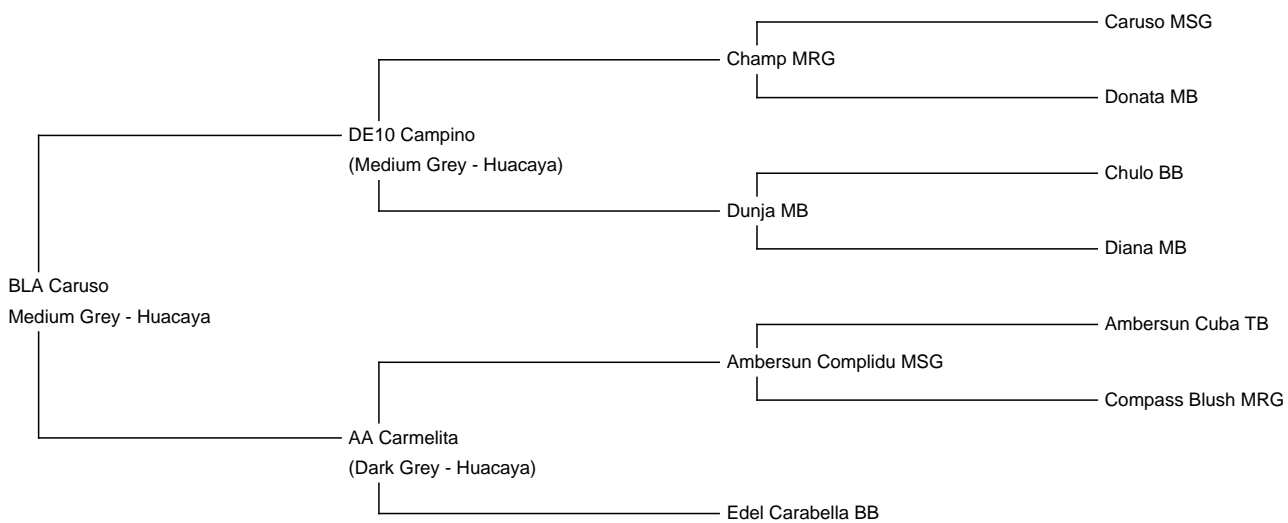 Caruso MSG
Champ MRG
Donata MB
DE10 Campino
(Medium Grey - Huacaya)
Chulo BB
Dunja MB
Diana MB
BLA Caruso
Medium Grey - Huacaya
Ambersun Cuba TB
Ambersun Complidu MSG
Compass Blush MRG
AA Carmelita
(Dark Grey - Huacaya)
Edel Carabella BB